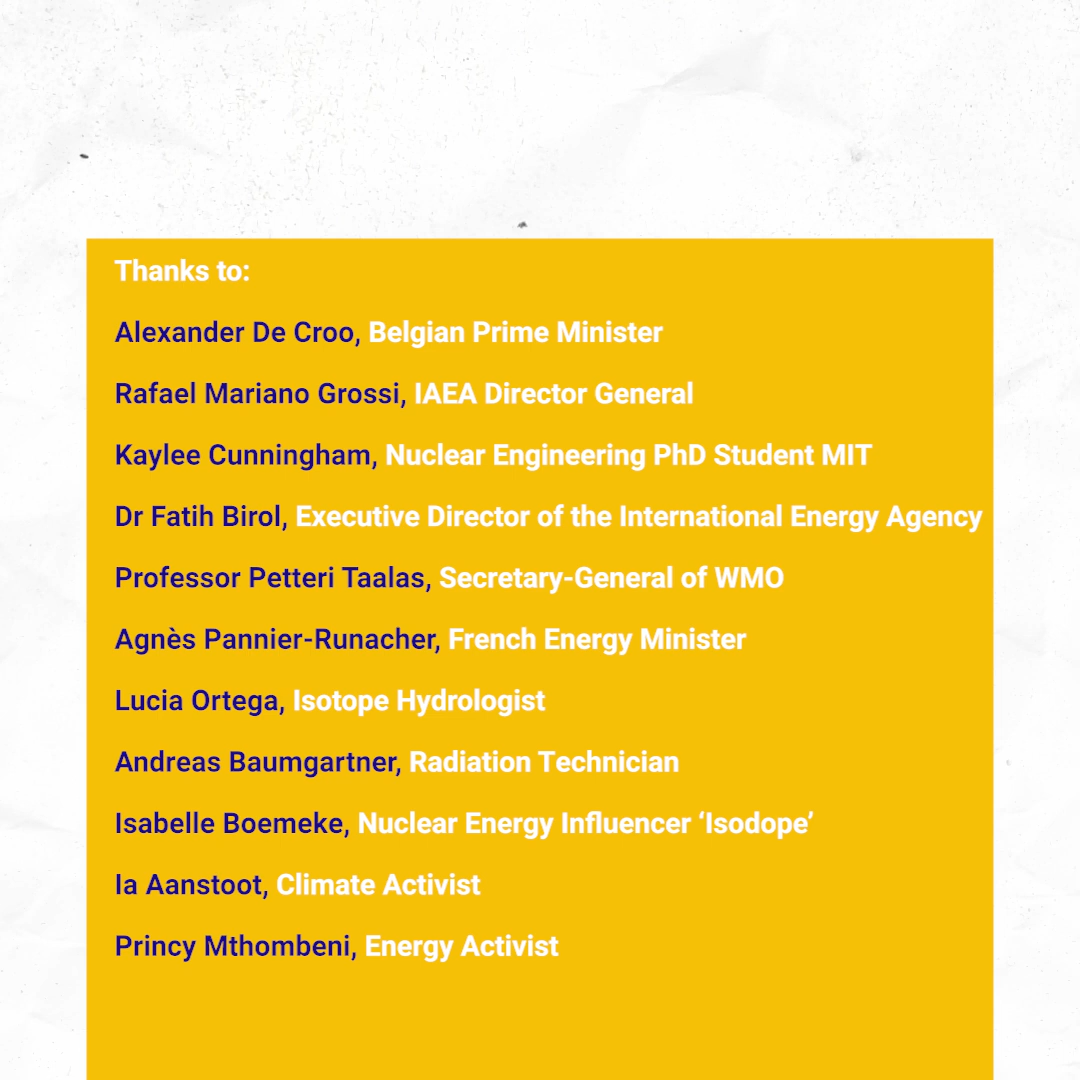 Thanks to:
Alexander De Croo, Belgian Prime Minister
Rafael Mariano Grossi, IAEA Director General
Kaylee Cunningham, Nuclear Engineering PhD Student MIT
Dr Fatih Birol, Executive Director of the International Energy Agency
Professor Petteri Taalas, Secretary-General of WMO
Agnès Pannier-Runacher, French Energy Minister
Lucia Ortega, Isotope Hydrologist
Andreas Baumgartner, Radiation Technician
Isabelle Boemeke, Nuclear Energy Influencer ‘Isodope’
Ia Aanstoot, Climate Activist
Princy Mthombeni, Energy Activist